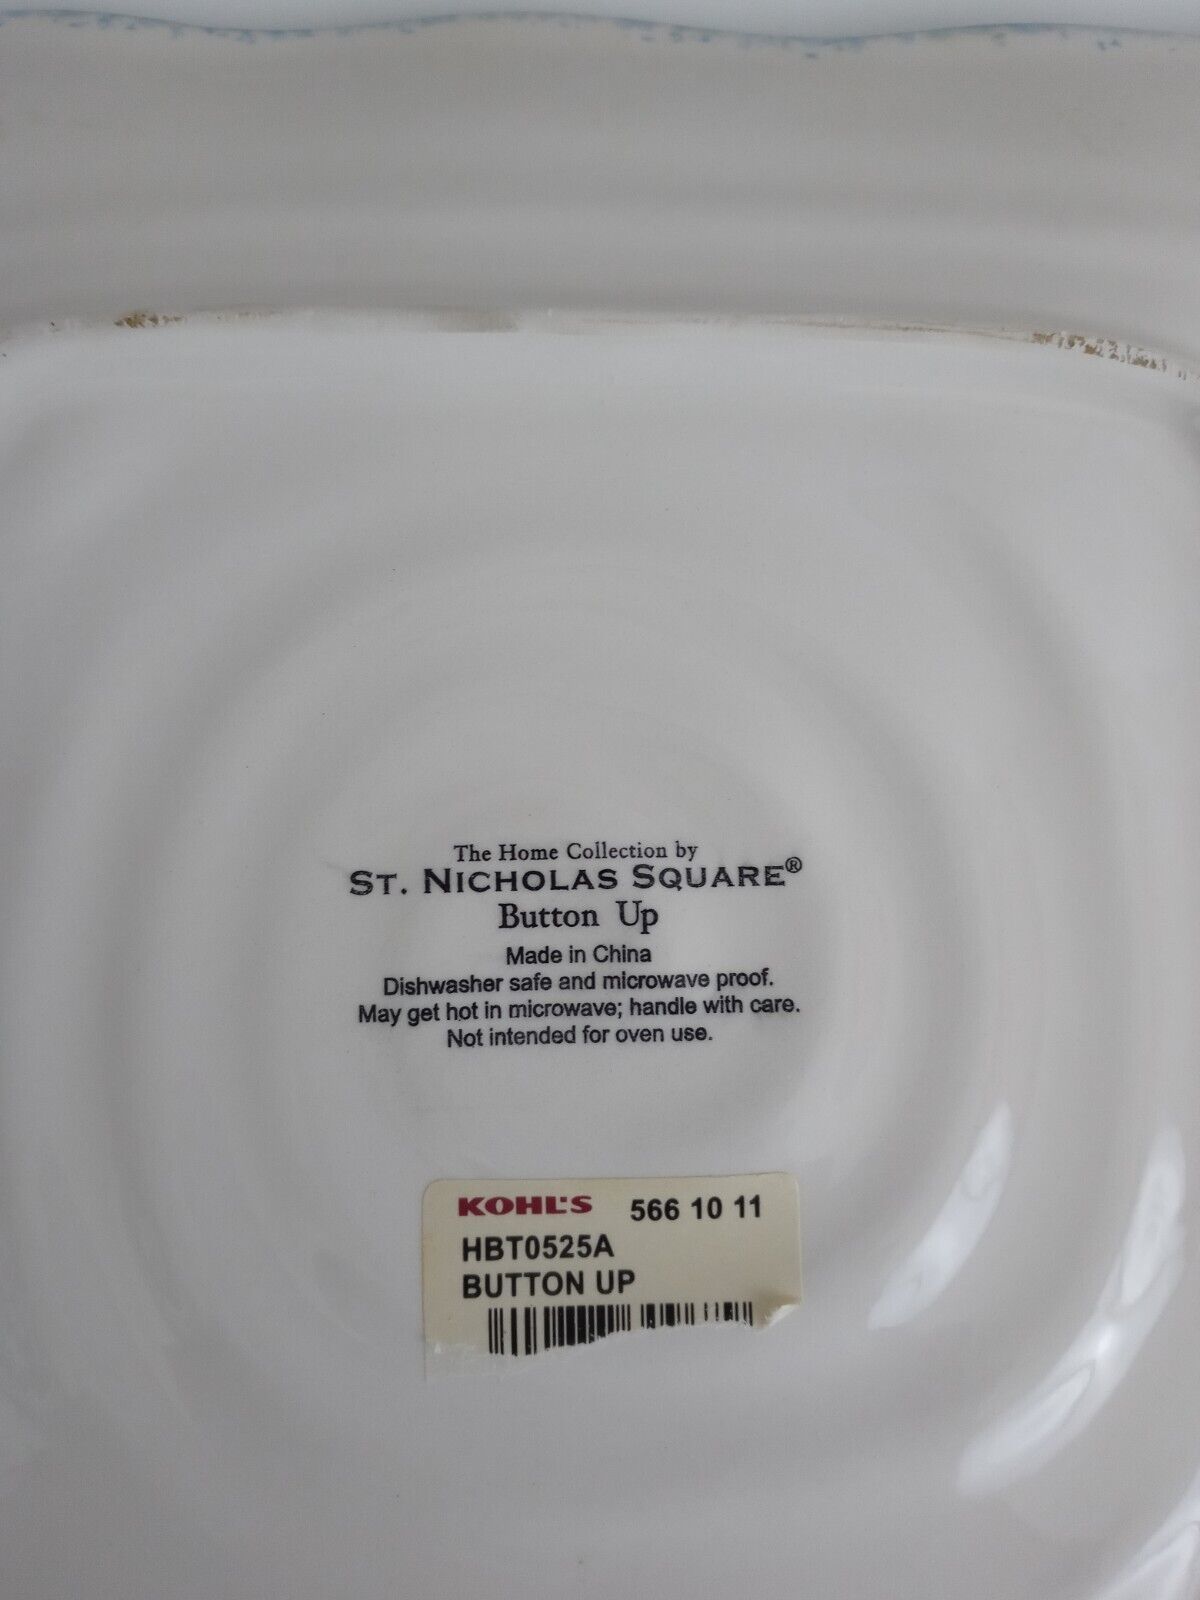 The Home Collection by
ST. NICHOLAS SQUARE®
Button Up
Made in China
Dishwasher safe and microwave proof.
May get hot in microwave; handle with care.
Not intended for oven use.
KOHL'S 566 10 11
HBT0525A
BUTTON UP